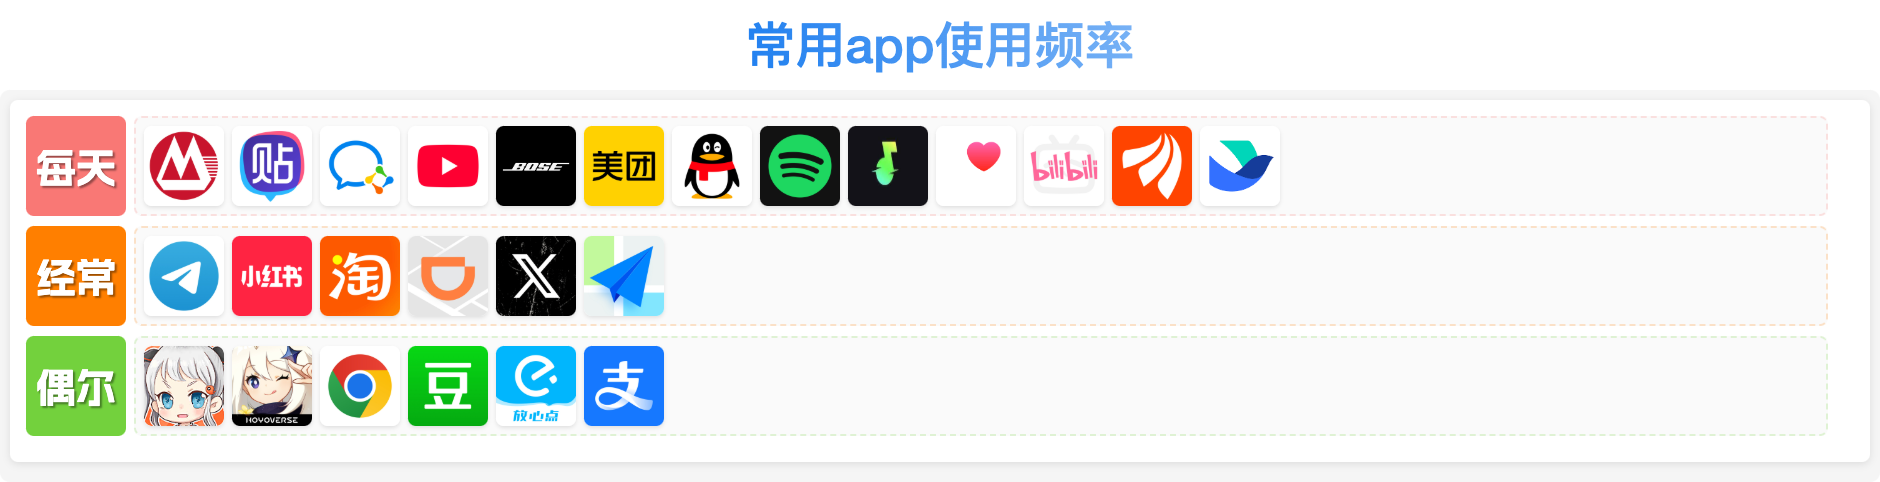 常用app使用频率
每天
贴
BOSE
美团
bilibili
经常
小红书
淘
偶尔
HOYOVERSE
豆
放心点
支